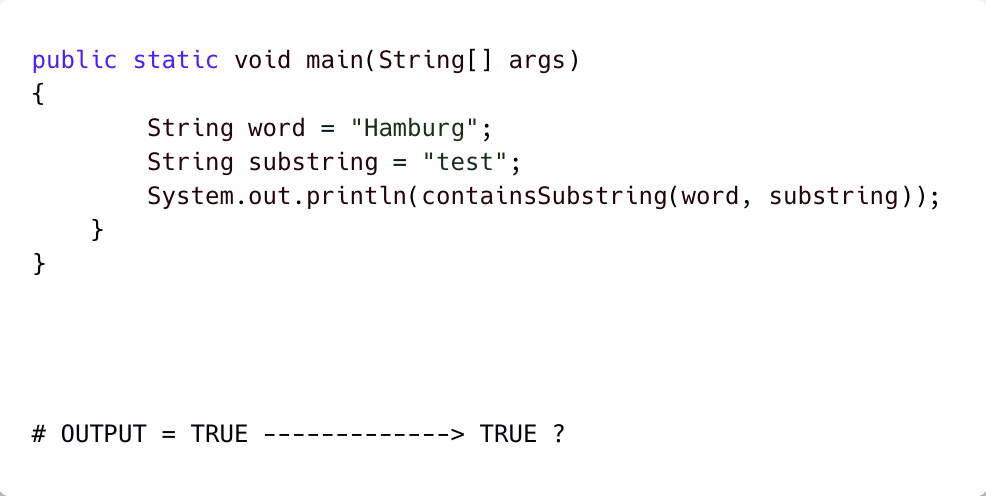 public static void main(String[] args)
{
        String word = "Hamburg";
        String substring = "test";
        System.out.println(containsSubstring(word, substring));
    }
}
# OUTPUT = TRUE -------------> TRUE ?